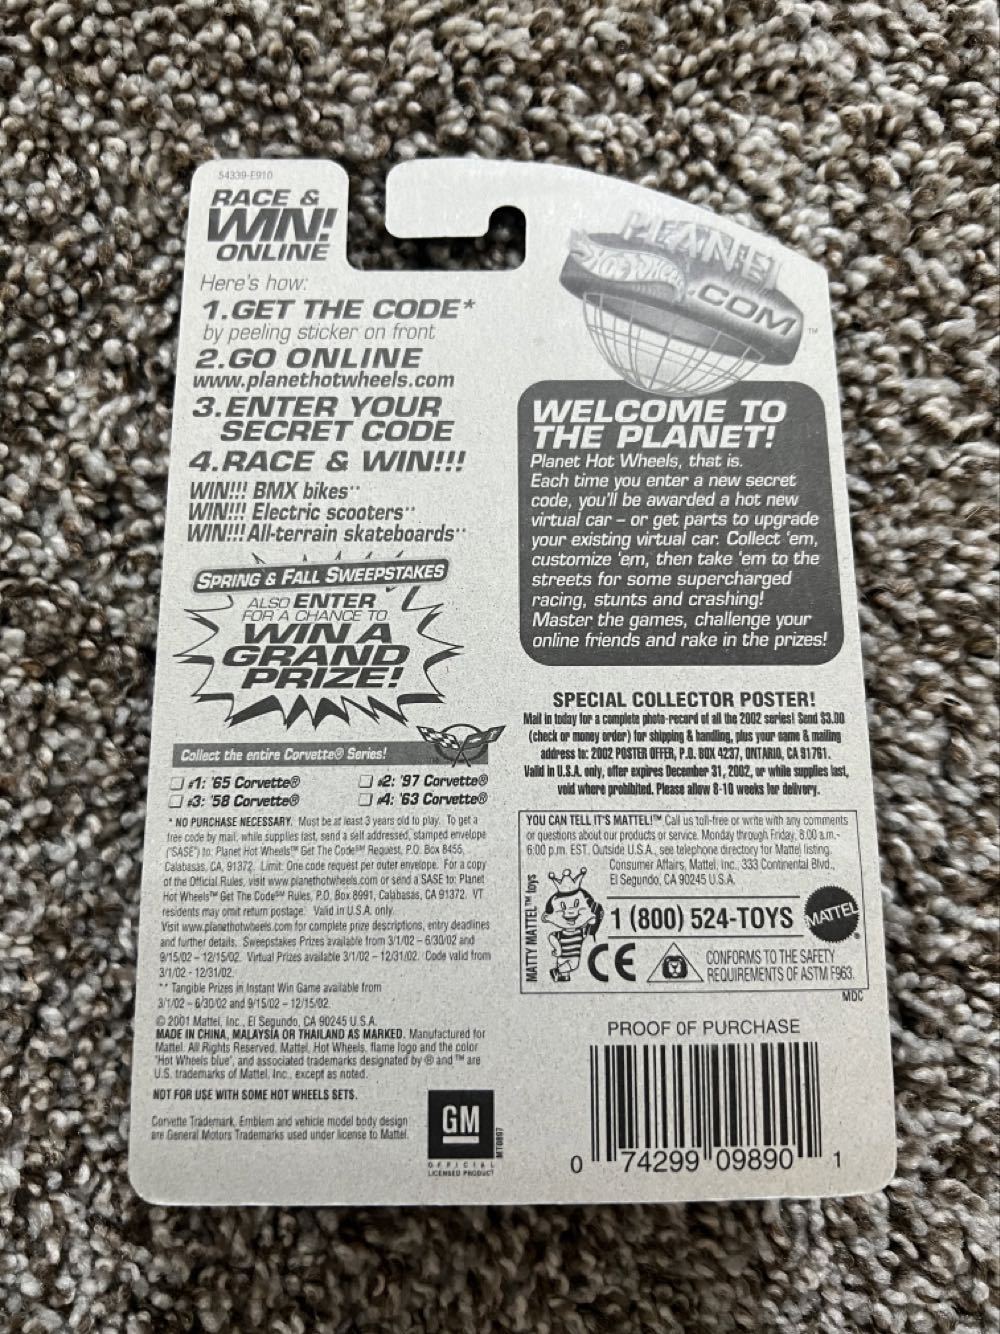 54339-E910
RACE &
WIN!
ONLINE
Here's how:
1.GET THE CODE*
by peeling sticker on front
2.GO ONLINE
www.planethotwheels.com
3.ENTER YOUR
SECRET CODE
4.RACE & WIN!!!
WIN!!! BMX bikes**
WIN!!! Electric scooters**
WIN!!! All-terrain skateboards**
SPRING & FALL SWEEPSTAKES
ALSO ENTER
FOR A CHANCE TO
WIN A
GRAND
PRIZE!
Collect the entire Corvette® Series!
#1: '65 Corvette®
#2: '97 Corvette®
#3: '58 Corvette®
#4: '63 Corvette®
* NO PURCHASE NECESSARY. Must be at least 3 years old to play. To get a
free code by mail, while supplies last, send a self addressed, stamped envelope
("SASE") to: Planet Hot Wheels™ Get The Code℠ Request, P.O. Box 8455,
Calabasas, CA, 91372. Limit: One code request per outer envelope. For a copy
of the Official Rules, visit www.planethotwheels.com or send a SASE to: Planet
Hot Wheels™ Get The Code℠ Rules, P.O. Box 8991, Calabasas, CA 91372. VT
residents may omit return postage. Valid in U.S.A. only.
Visit www.planethotwheels.com for complete prize descriptions, entry deadlines
and further details. Sweepstakes Prizes available from 3/1/02 - 6/30/02 and
9/15/02 - 12/15/02. Virtual Prizes available 3/1/02 - 12/31/02. Code valid from
3/1/02 - 12/31/02.
** Tangible Prizes in Instant Win Game available from
3/1/02 - 6/30/02 and 9/15/02 - 12/15/02.
© 2001 Mattel, Inc., El Segundo, CA 90245 U.S.A.
MADE IN CHINA, MALAYSIA OR THAILAND AS MARKED. Manufactured for
Mattel. All Rights Reserved. Mattel, Hot Wheels, flame logo and the color
"Hot Wheels blue", and associated trademarks designated by ® and ™ are
U.S. trademarks of Mattel, Inc., except as noted.
NOT FOR USE WITH SOME HOT WHEELS SETS.
Corvette Trademark, Emblem and vehicle model body design
are General Motors Trademarks used under license to Mattel.
GM
OFFICIAL
LICENSED PRODUCT
MT0897
PLANET
Hot Wheels
.COM
™
WELCOME TO
THE PLANET!
Planet Hot Wheels, that is.
Each time you enter a new secret
code, you'll be awarded a hot new
virtual car – or get parts to upgrade
your existing virtual car. Collect 'em,
customize 'em, then take 'em to the
streets for some supercharged
racing, stunts and crashing!
Master the games, challenge your
online friends and rake in the prizes!
SPECIAL COLLECTOR POSTER!
Mail in today for a complete photo-record of all the 2002 series! Send $3.00
(check or money order) for shipping & handling, plus your name & mailing
address to: 2002 POSTER OFFER, P.O. BOX 4237, ONTARIO, CA 91761.
Valid in U.S.A. only, offer expires December 31, 2002, or while supplies last,
void where prohibited. Please allow 8-10 weeks for delivery.
YOU CAN TELL IT'S MATTEL!™ Call us toll-free or write with any comments
or questions about our products or service. Monday through Friday, 8:00 a.m.-
6:00 p.m. EST. Outside U.S.A., see telephone directory for Mattel listing.
Consumer Affairs, Mattel, Inc., 333 Continental Blvd.,
El Segundo, CA 90245 U.S.A.
MATTY MATTEL™ toys
1 (800) 524-TOYS
MATTEL®
CE
CONFORMS TO THE SAFETY
REQUIREMENTS OF ASTM F963.
MDC
PROOF OF PURCHASE
0 74299 09890 1